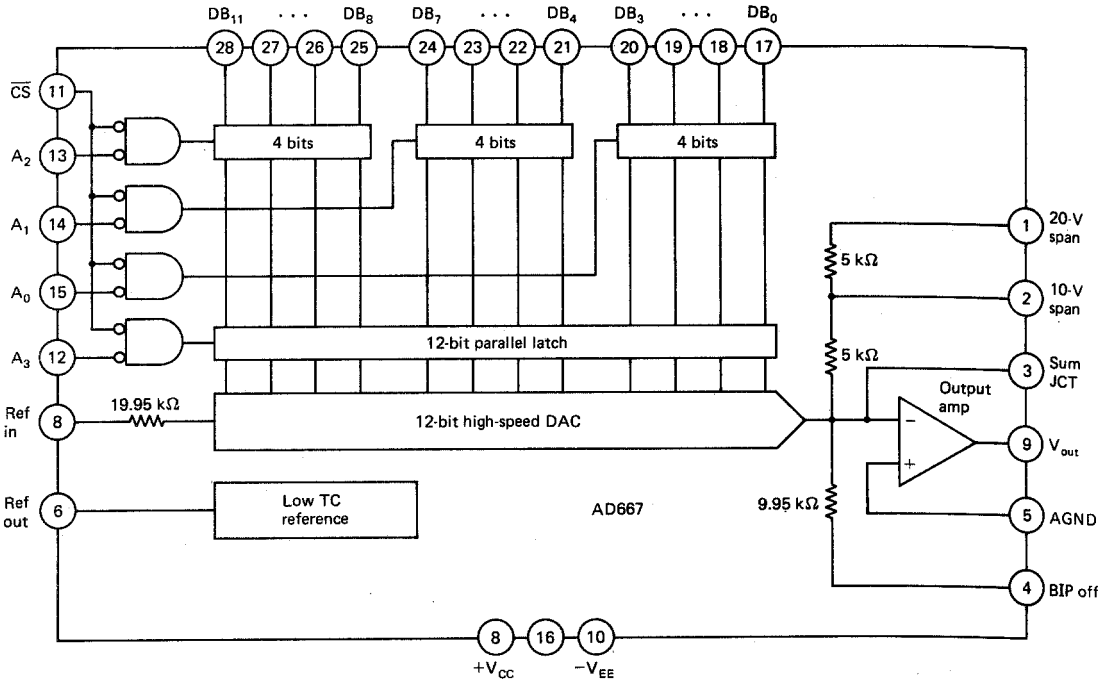 DB₁₁ · · · DB₈ DB₇ · · · DB₄ DB₃ · · · DB₀
28 27 26 25 24 23 22 21 20 19 18 17
C̅S̅ 11
4 bits 4 bits 4 bits
A₂ 13
A₁ 14
A₀ 15
A₃ 12
12-bit parallel latch
Ref
in
8
19.95 kΩ
12-bit high-speed DAC
Ref
out
6
Low TC
reference
AD667
1
20-V
span
5 kΩ
2
10-V
span
5 kΩ
3
Sum
JCT
Output
amp
−
+
9 Vout
9.95 kΩ
5 AGND
4 BIP off
8 16 10
+VCC −VEE